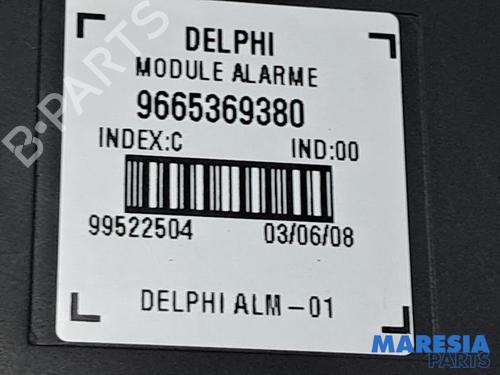 DELPHI
MODULE ALARME
9665369380
INDEX:C IND:00
99522504 03/06/08
DELPHI ALM-01
B-PARTS
MARESIA
PARTS